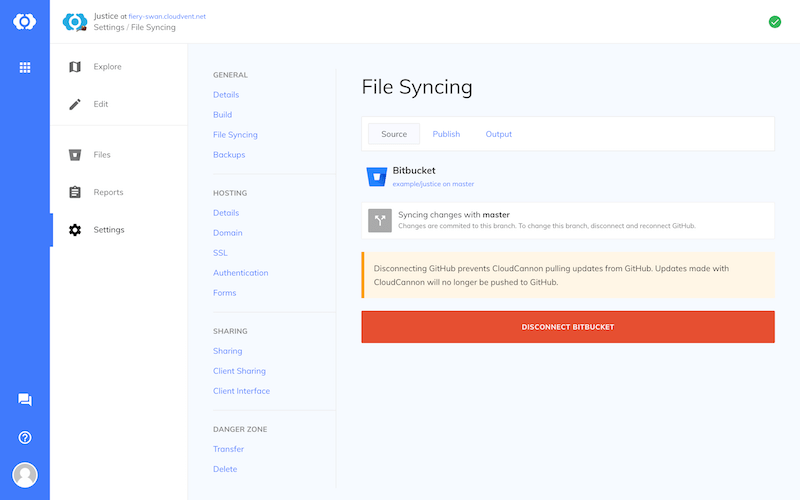 Justice at fiery-swan.cloudvent.net
Settings / File Syncing
Explore
Edit
Files
Reports
Settings
GENERAL
Details
Build
File Syncing
Backups
HOSTING
Details
Domain
SSL
Authentication
Forms
SHARING
Sharing
Client Sharing
Client Interface
DANGER ZONE
Transfer
Delete
File Syncing
Source Publish Output
Bitbucket
example/justice on master
Syncing changes with master
Changes are commited to this branch. To change this branch, disconnect and reconnect GitHub.
Disconnecting GitHub prevents CloudCannon pulling updates from GitHub. Updates made with
CloudCannon will no longer be pushed to GitHub.
DISCONNECT BITBUCKET